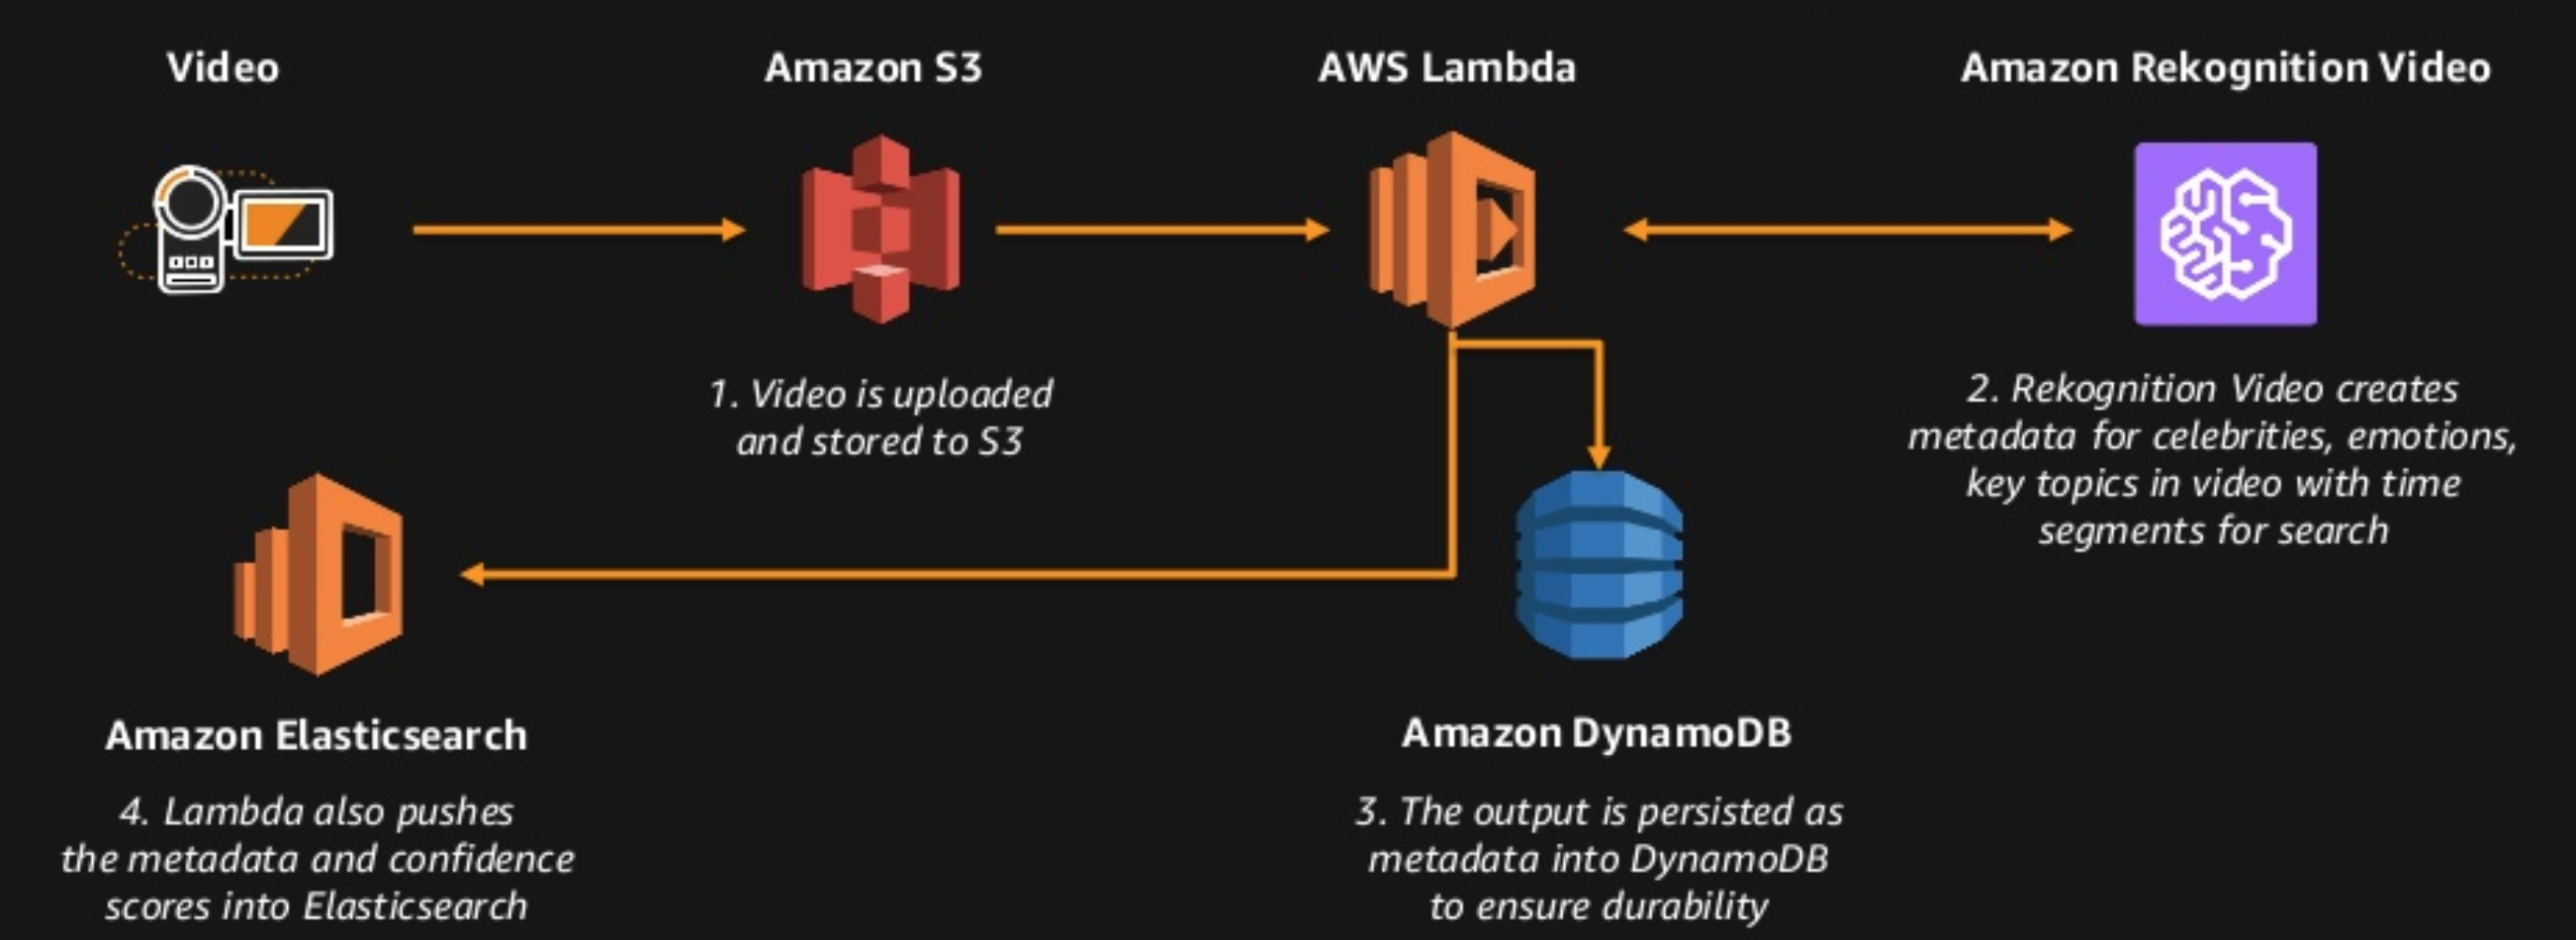 Video
Amazon S3
AWS Lambda
Amazon Rekognition Video
1. Video is uploaded
and stored to S3
2. Rekognition Video creates
metadata for celebrities, emotions,
key topics in video with time
segments for search
Amazon DynamoDB
3. The output is persisted as
metadata into DynamoDB
to ensure durability
Amazon Elasticsearch
4. Lambda also pushes
the metadata and confidence
scores into Elasticsearch